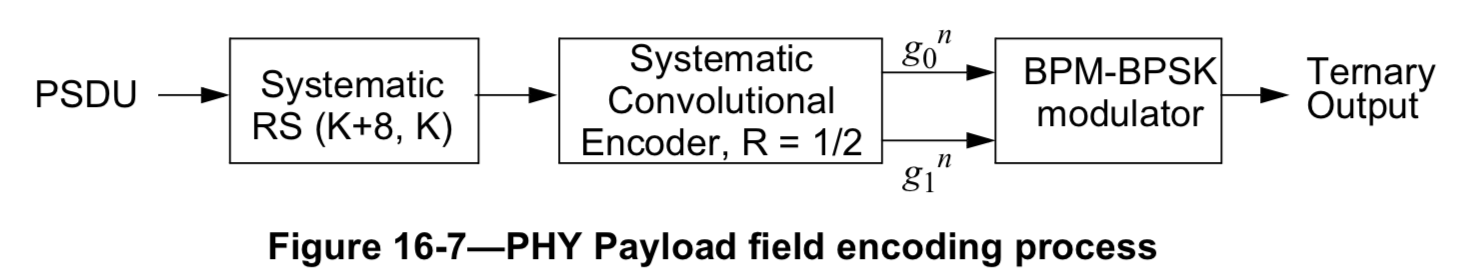 PSDU
Systematic
RS (K+8, K)
Systematic
Convolutional
Encoder, R = 1/2
g₀ⁿ
g₁ⁿ
BPM-BPSK
modulator
Ternary
Output
Figure 16-7—PHY Payload field encoding process